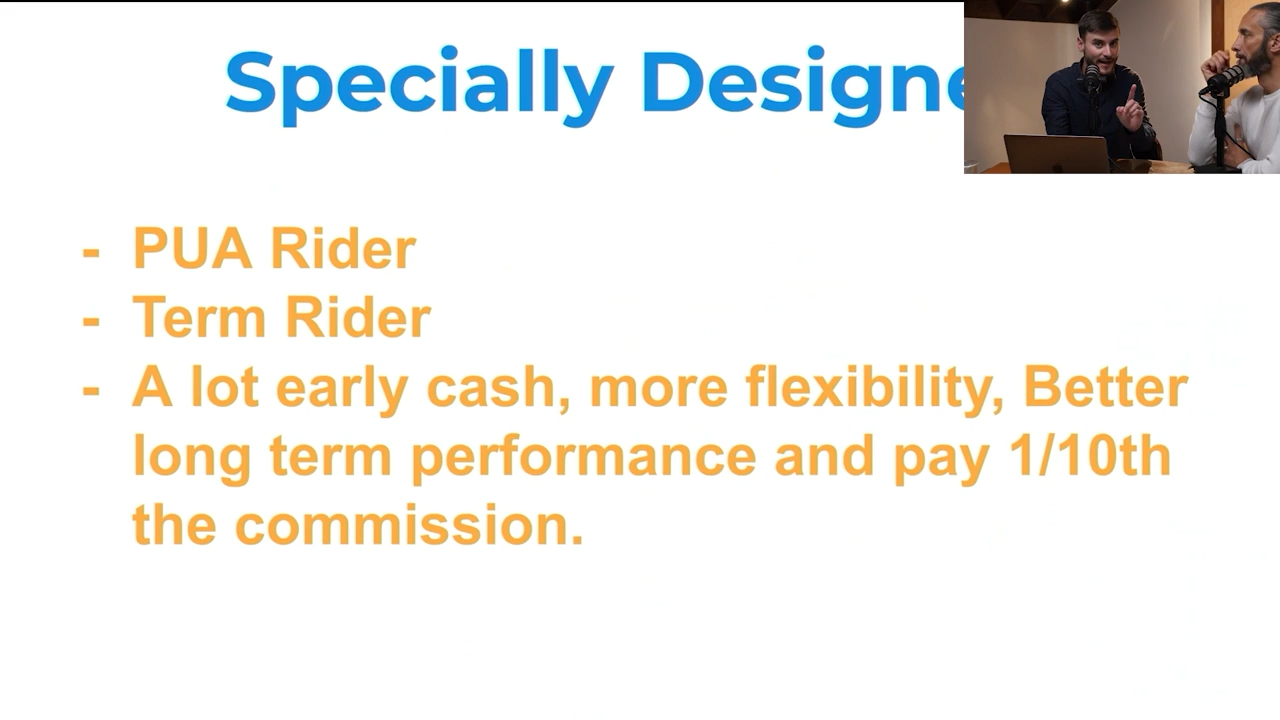 Specially Designe
- PUA Rider
- Term Rider
- A lot early cash, more flexibility, Better
long term performance and pay 1/10th
the commission.